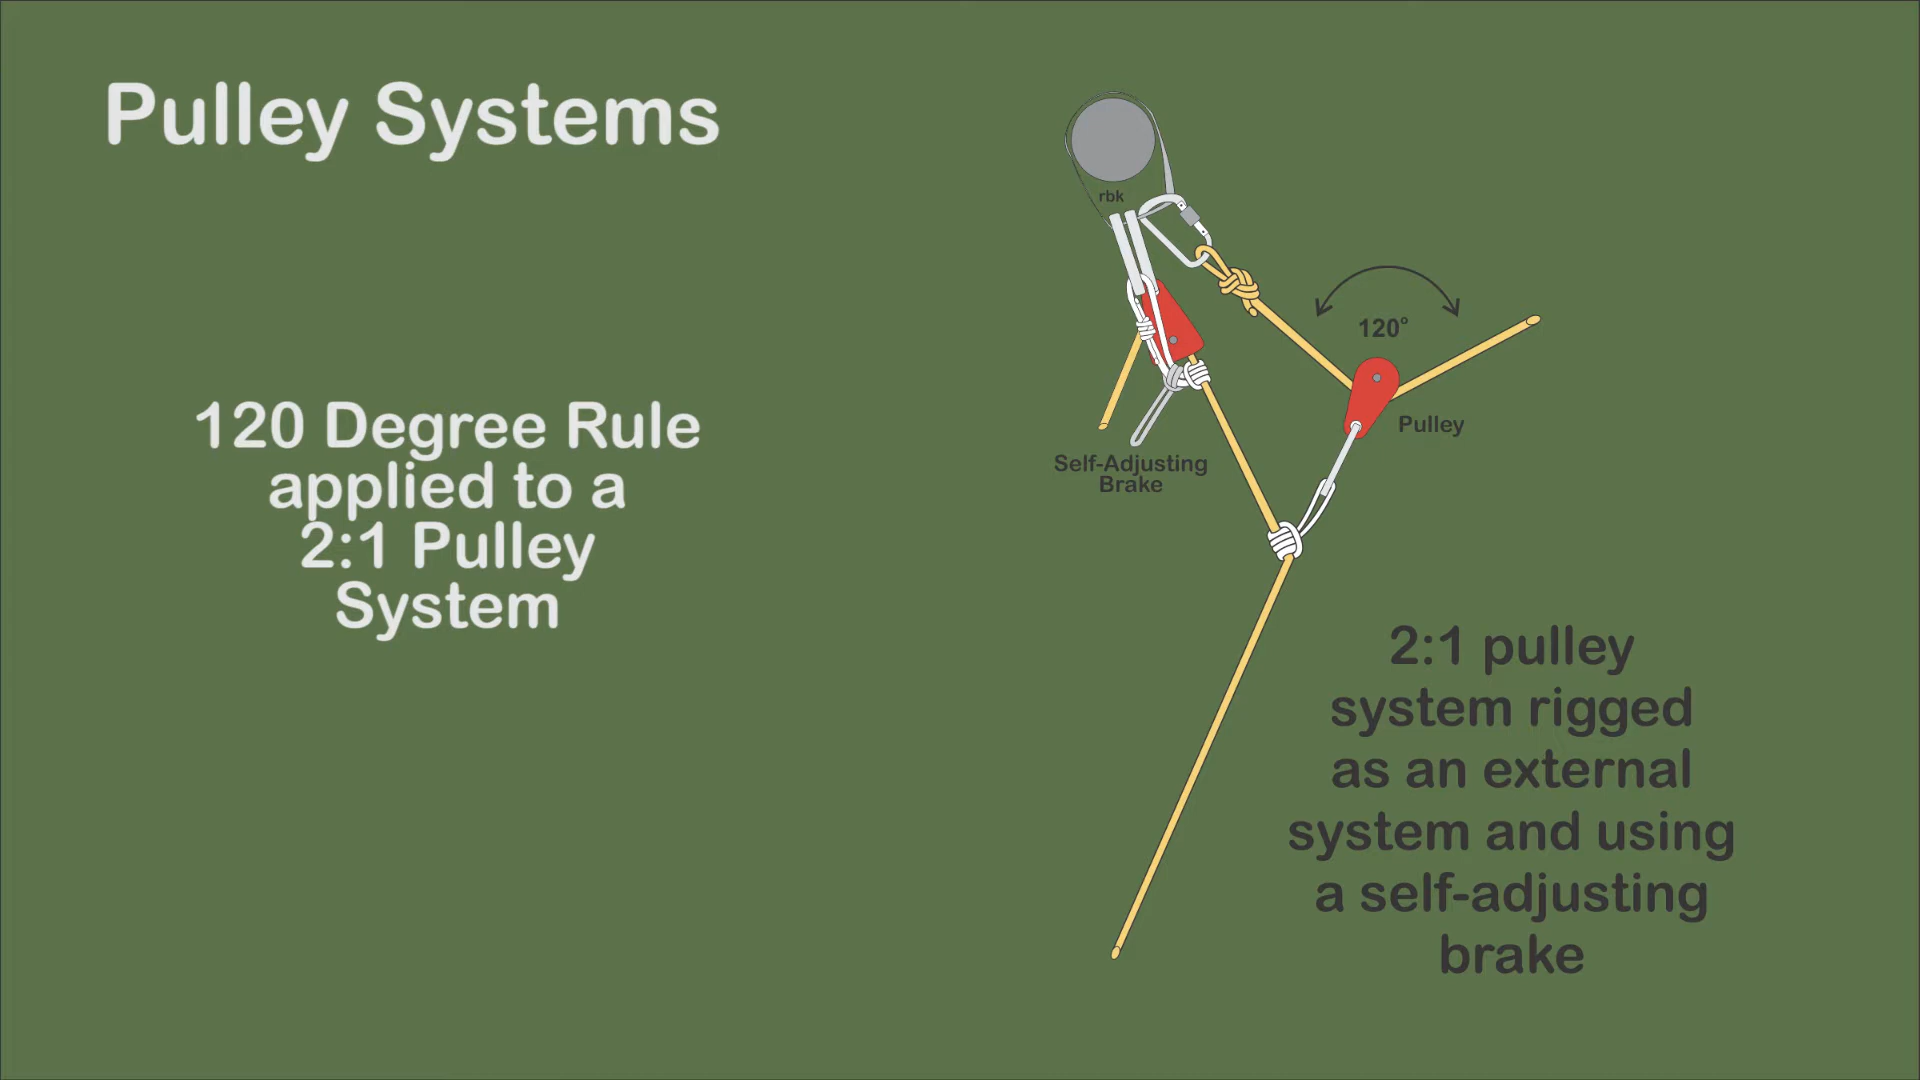 Pulley Systems
120 Degree Rule
applied to a
2:1 Pulley
System
rbk
120°
Pulley
Self-Adjusting
Brake
2:1 pulley
system rigged
as an external
system and using
a self-adjusting
brake